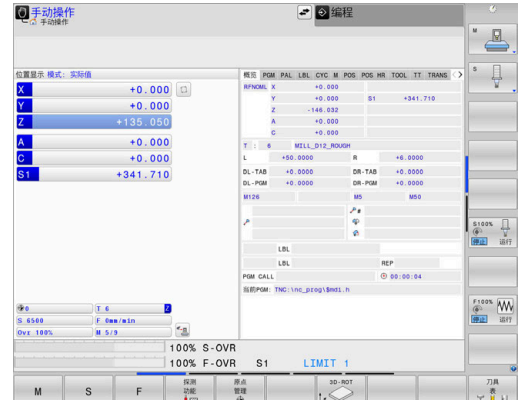 手动操作
手动操作
编程
位置显示 模式: 实际值
X +0.000
Y +0.000
Z +135.050
A +0.000
C +0.000
S1 +341.710
概览 PGM PAL LBL CYC M POS POS HR TOOL TT TRANS
RFNOML X +0.000
Y +0.000 S1 +341.710
Z -146.032
A +0.000
C +0.000
T : 6 MILL_D12_ROUGH
L +50.0000 R +6.0000
DL-TAB +0.0000 DR-TAB +0.0000
DL-PGM +0.0000 DR-PGM +0.0000
M126 M5 M50
LBL
LBL REP
PGM CALL 00:00:04
当前PGM: TNC:\nc_prog\$mdi.h
0 T 6 Z
S 6500 F 0mm/min
Ovr 100% M 5/9
100% S-OVR
100% F-OVR S1 LIMIT 1
M
S
S100%
停止 运行
F100%
停止 运行
M S F 探测 功能 原点 管理 3D-ROT 刀具 表